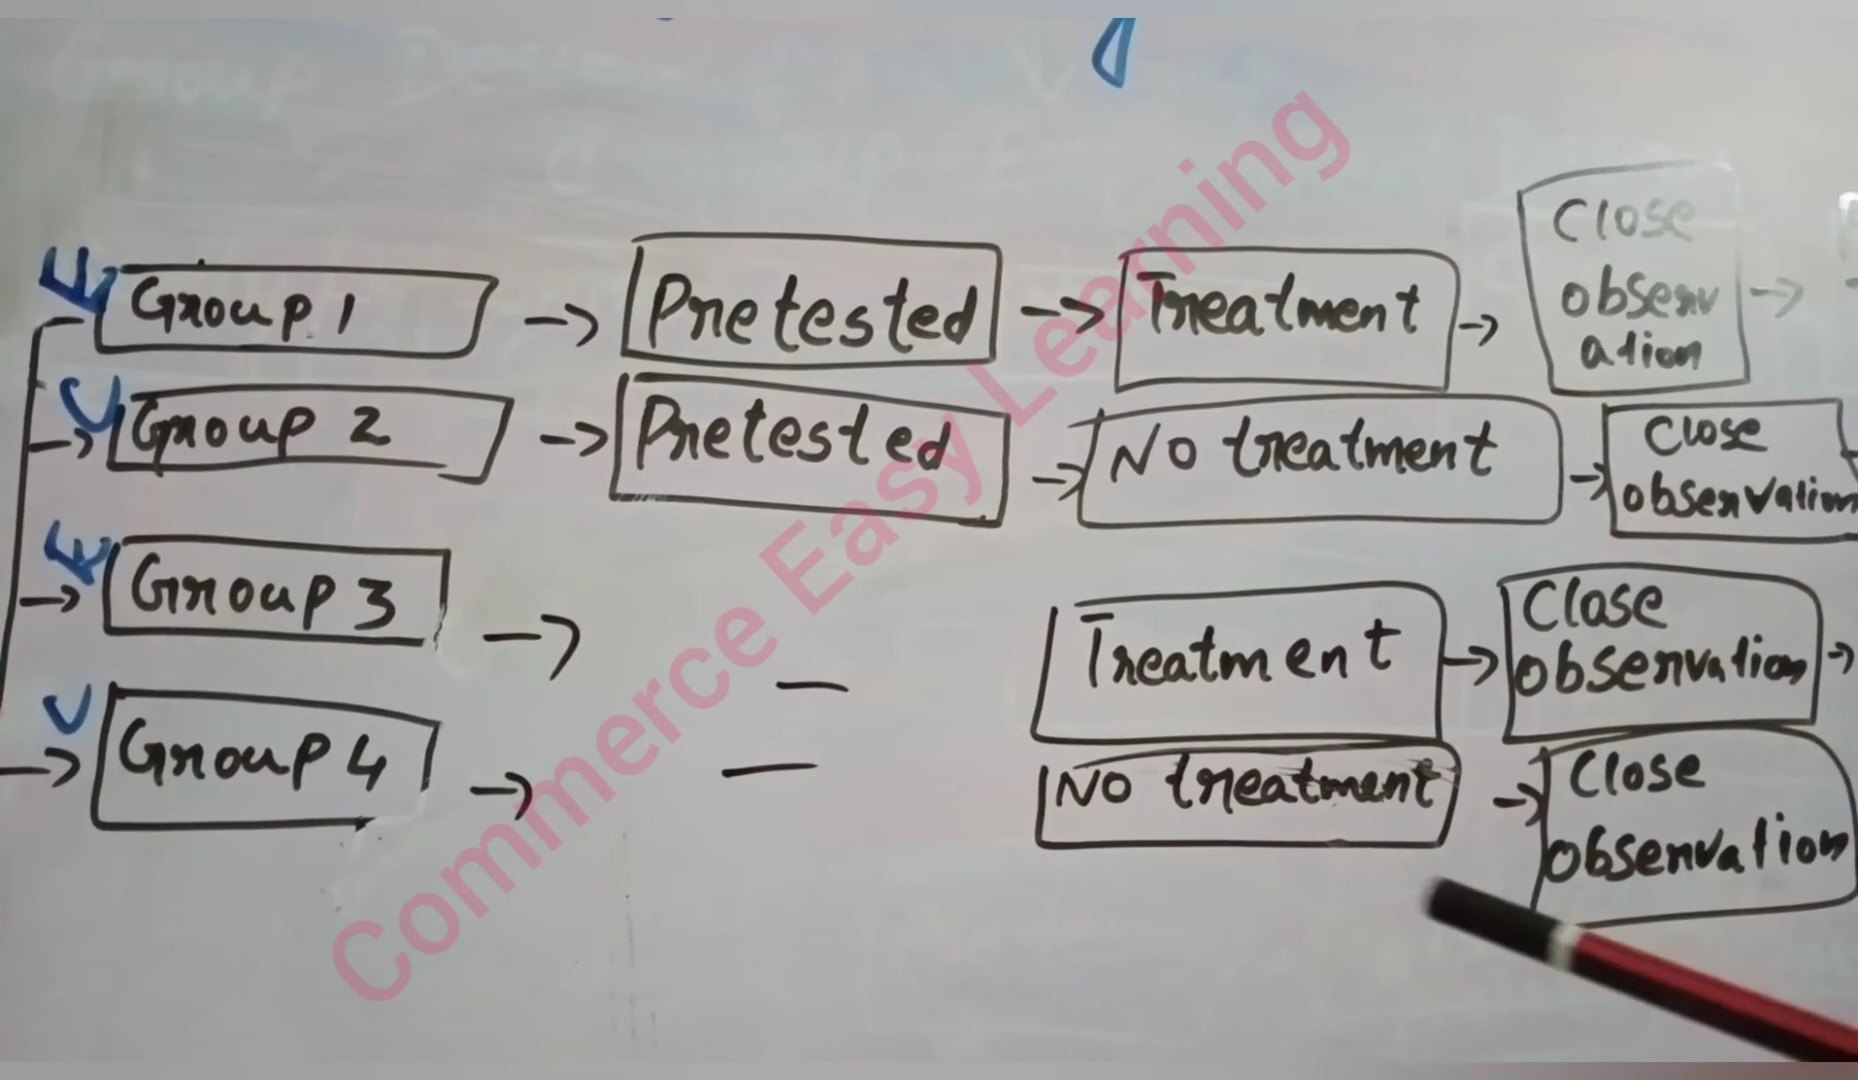 Group 1 → Pretested → Treatment → Close observation →
Group 2 → Pretested → No treatment → Close observation
→ Group 3 → — Treatment → Close observation →
→ Group 4 → — No treatment → Close observation
Commerce Easy Learning